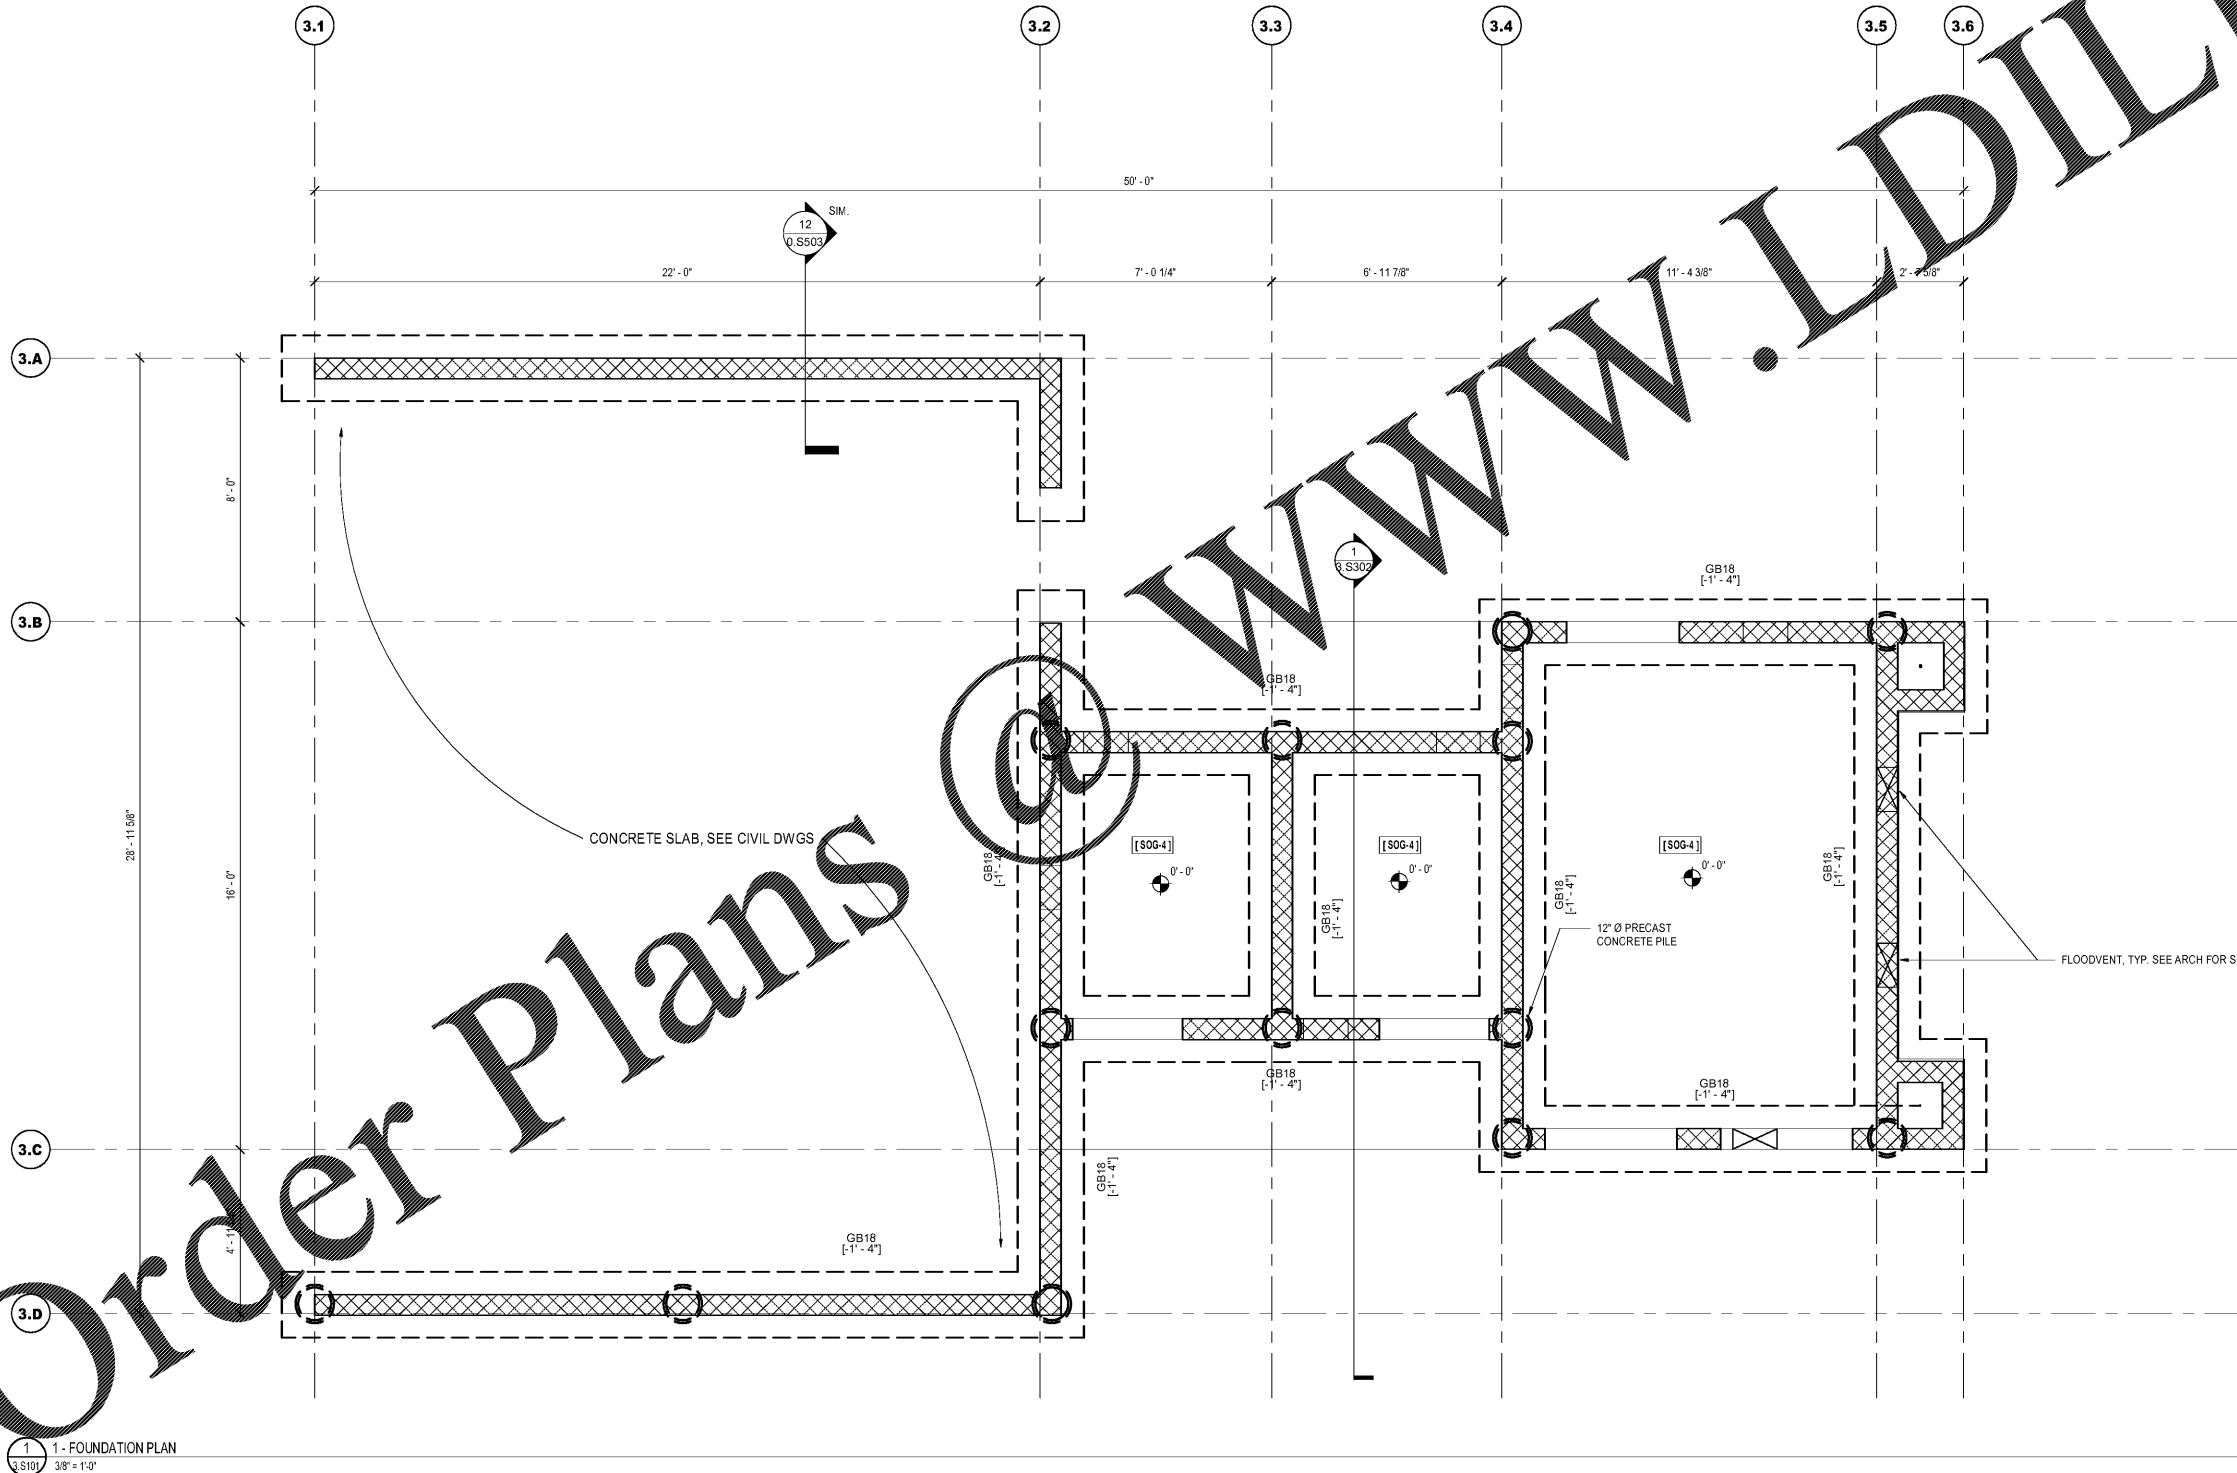 3.1
3.2
3.3
3.4
3.5
3.6
50' - 0"
12
0.S503
SIM.
22' - 0"
7' - 0 1/4"
6' - 11 7/8"
11' - 4 3/8"
3.A
8' - 0"
1
3.S302
GB18
[-1' - 4"]
3.B
GB18
[-1' - 4"]
28' - 11 5/8"
16' - 0"
CONCRETE SLAB, SEE CIVIL DWGS
GB18
[-1' - 4"]
[ SOG-4 ]
0' - 0"
[ SOG-4 ]
0' - 0"
[ SOG-4 ]
0' - 0"
GB18
[-1' - 4"]
GB18
[-1' - 4"]
GB18
[-1' - 4"]
12" Ø PRECAST
CONCRETE PILE
FLOODVENT, TYP. SEE ARCH FOR S
GB18
[-1' - 4"]
GB18
[-1' - 4"]
3.C
GB18
[-1' - 4"]
GB18
[-1' - 4"]
3.D
Order Plans @ WWW.LDIL
1
3.S101
1 - FOUNDATION PLAN
3/8" = 1'-0"